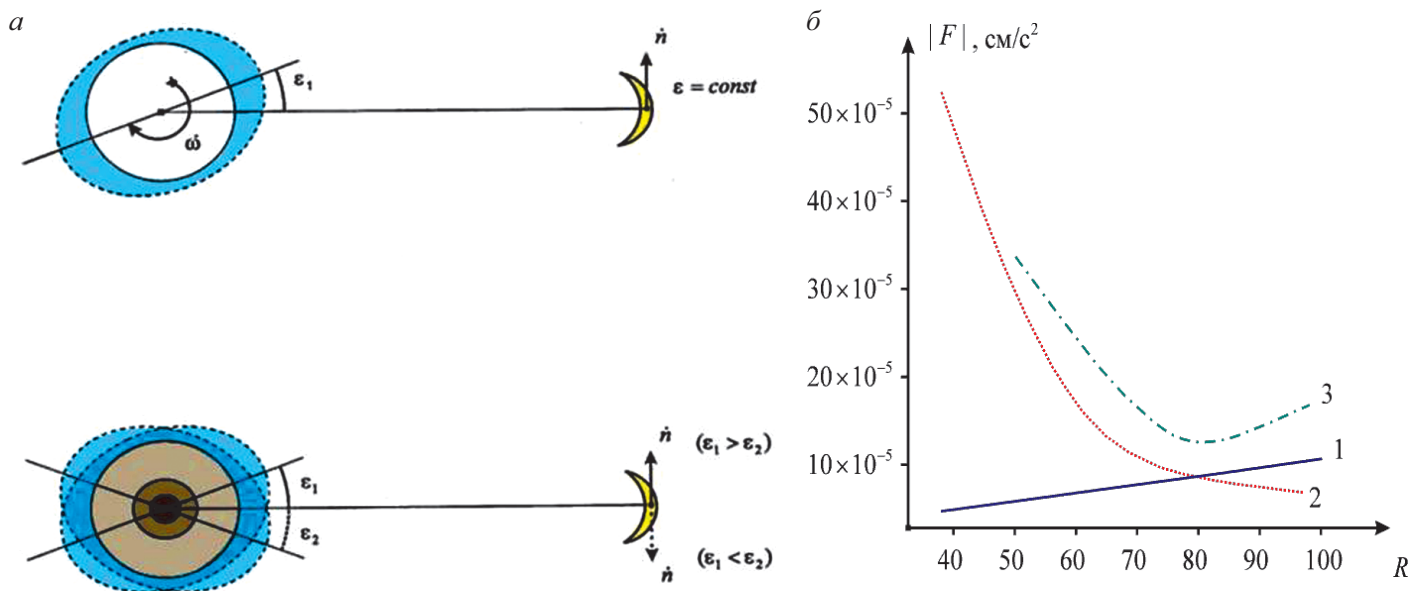 а
ṅ
ε₁
ε = const
ω̇
ṅ
(ε₁ > ε₂)
ε₁
ε₂
(ε₁ < ε₂)
ṅ
б
|F|, см/с²
50×10⁻⁵
40×10⁻⁵
30×10⁻⁵
20×10⁻⁵
10×10⁻⁵
3
1
2
40 50 60 70 80 90 100 R